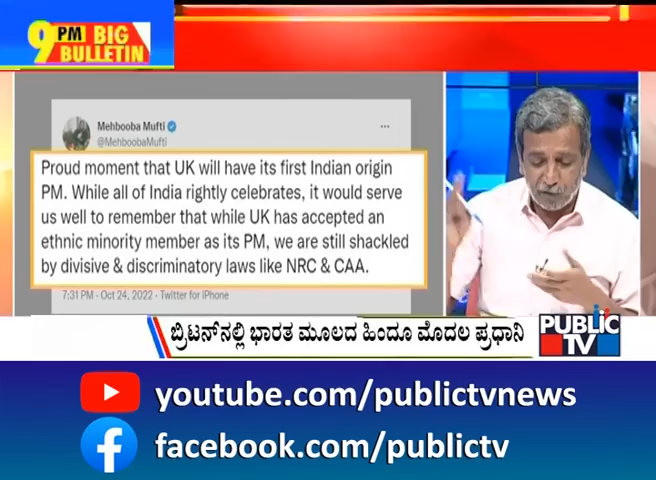 9 PM BIG
BULLETIN
Mehbooba Mufti
@MehboobaMufti
Proud moment that UK will have its first Indian origin
PM. While all of India rightly celebrates, it would serve
us well to remember that while UK has accepted an
ethnic minority member as its PM, we are still shackled
by divisive & discriminatory laws like NRC & CAA.
7:31 PM - Oct 24, 2022 - Twitter for iPhone
ಬ್ರಿಟನ್‌ನಲ್ಲಿ ಭಾರತ ಮೂಲದ ಹಿಂದೂ ಮೊದಲ ಪ್ರಧಾನಿ
PUBLIC
TV
youtube.com/publictvnews
facebook.com/publictv